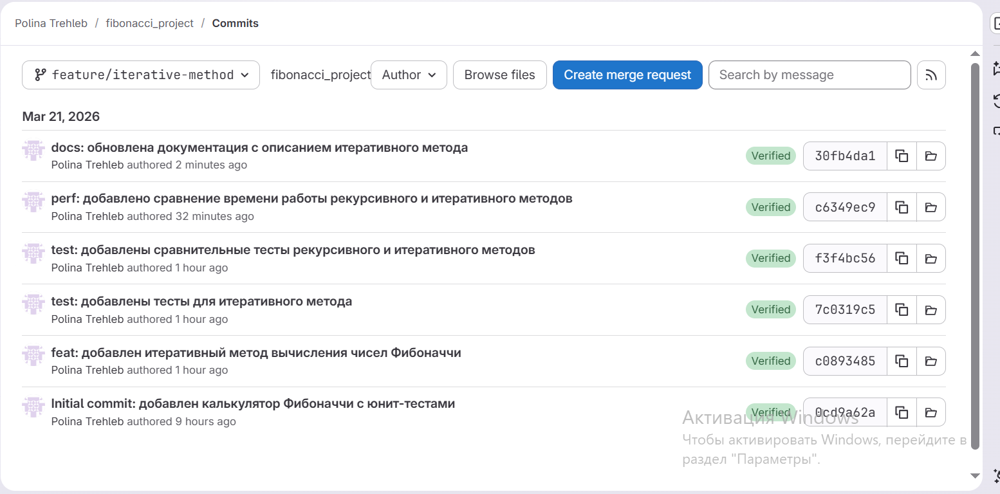 Polina Trehleb / fibonacci_project / Commits
feature/iterative-method fibonacci_project Author Browse files Create merge request Search by message
Mar 21, 2026
docs: обновлена документация с описанием итеративного метода
Polina Trehleb authored 2 minutes ago
Verified 30fb4da1
perf: добавлено сравнение времени работы рекурсивного и итеративного методов
Polina Trehleb authored 32 minutes ago
Verified c6349ec9
test: добавлены сравнительные тесты рекурсивного и итеративного методов
Polina Trehleb authored 1 hour ago
Verified f3f4bc56
test: добавлены тесты для итеративного метода
Polina Trehleb authored 1 hour ago
Verified 7c0319c5
feat: добавлен итеративный метод вычисления чисел Фибоначчи
Polina Trehleb authored 1 hour ago
Verified c0893485
Initial commit: добавлен калькулятор Фибоначчи с юнит-тестами
Polina Trehleb authored 9 hours ago
Verified 0cd9a62a
Активация Windows
Чтобы активировать Windows, перейдите в
раздел "Параметры".